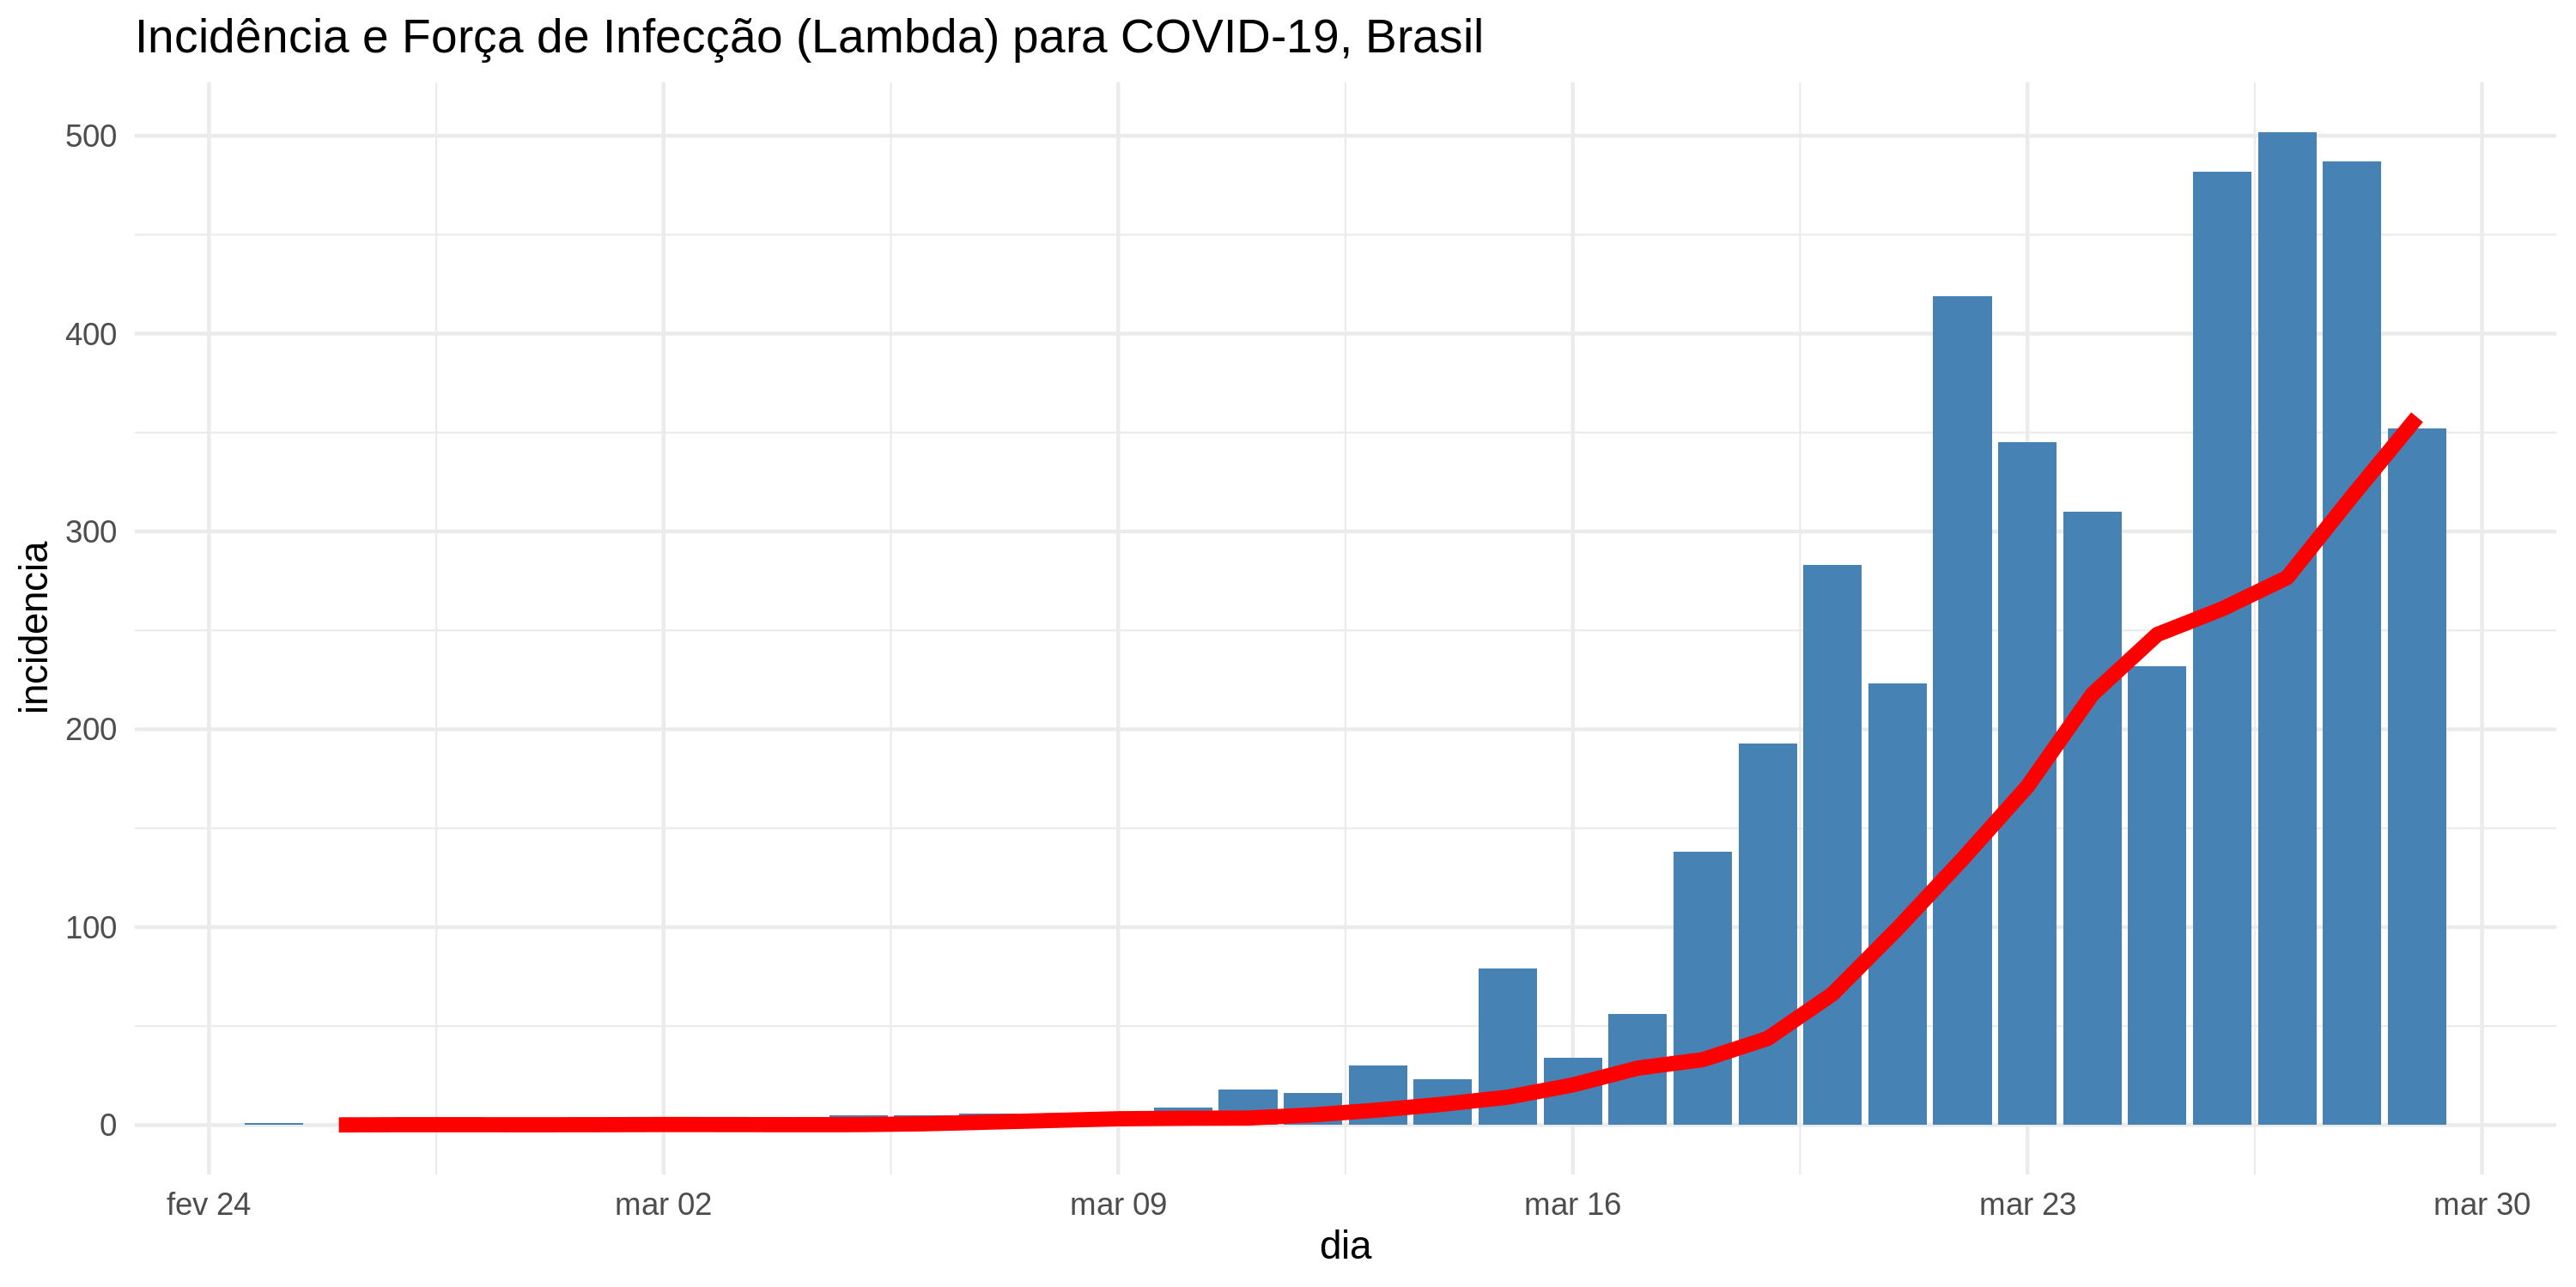 Incidência e Força de Infecção (Lambda) para COVID-19, Brasil
500
400
300
200
100
0
incidencia
fev 24
mar 02
mar 09
mar 16
mar 23
mar 30
dia